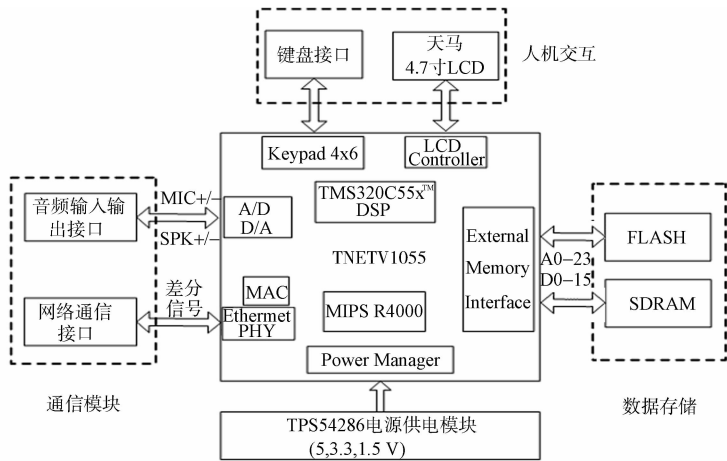 键盘接口
天马
4.7寸LCD
人机交互
Keypad 4x6
LCD
Controller
TMS320C55x™
DSP
音频输入输
出接口
MIC+/−
SPK+/−
A/D
D/A
TNETV1055
External
Memory
Interface
A0−23
D0−15
FLASH
SDRAM
网络通信
接口
差分
信号
MAC
Ethermet
PHY
MIPS R4000
Power Manager
通信模块
数据存储
TPS54286电源供电模块
(5,3.3,1.5 V)